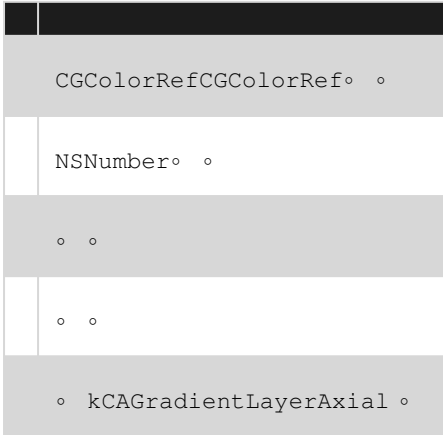 CGColorRefCGColorRef。 。
NSNumber。 。
。 。
。 。
。 kCAGradientLayerAxial 。